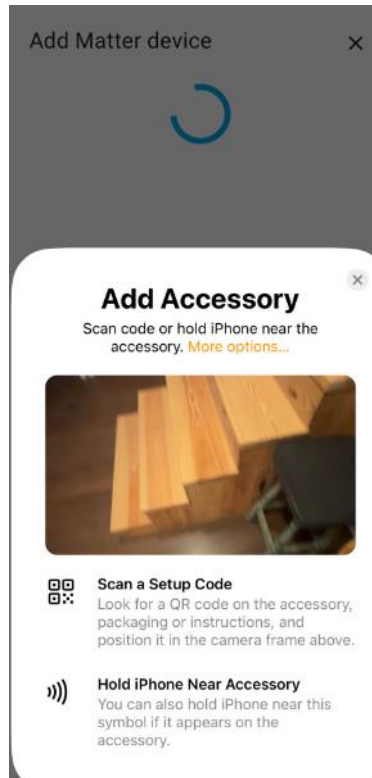 Add Matter device
Add Accessory
Scan code or hold iPhone near the
accessory. More options...
Scan a Setup Code
Look for a QR code on the accessory,
packaging or instructions, and
position it in the camera frame above.
Hold iPhone Near Accessory
You can also hold iPhone near this
symbol if it appears on the
accessory.